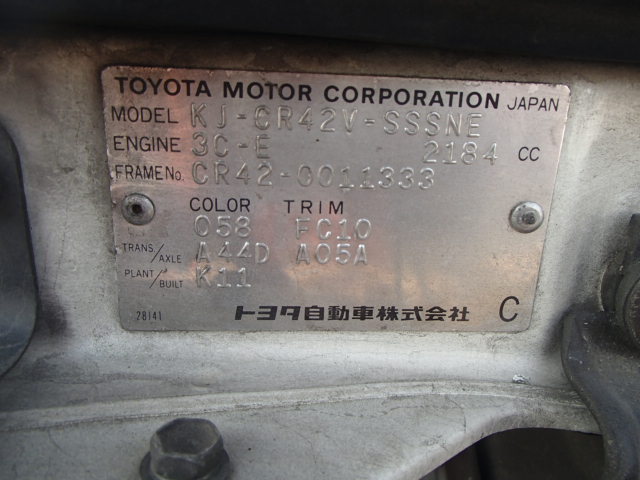 TOYOTA MOTOR CORPORATION JAPAN
MODEL KJ-CR42V-SSSNE
ENGINE 3C-E 2184 CC
FRAME No. CR42-0011333
COLOR TRIM
058 FC10
TRANS/AXLE A44D A05A
PLANT/BUILT K11
28141 トヨタ自動車株式会社 C